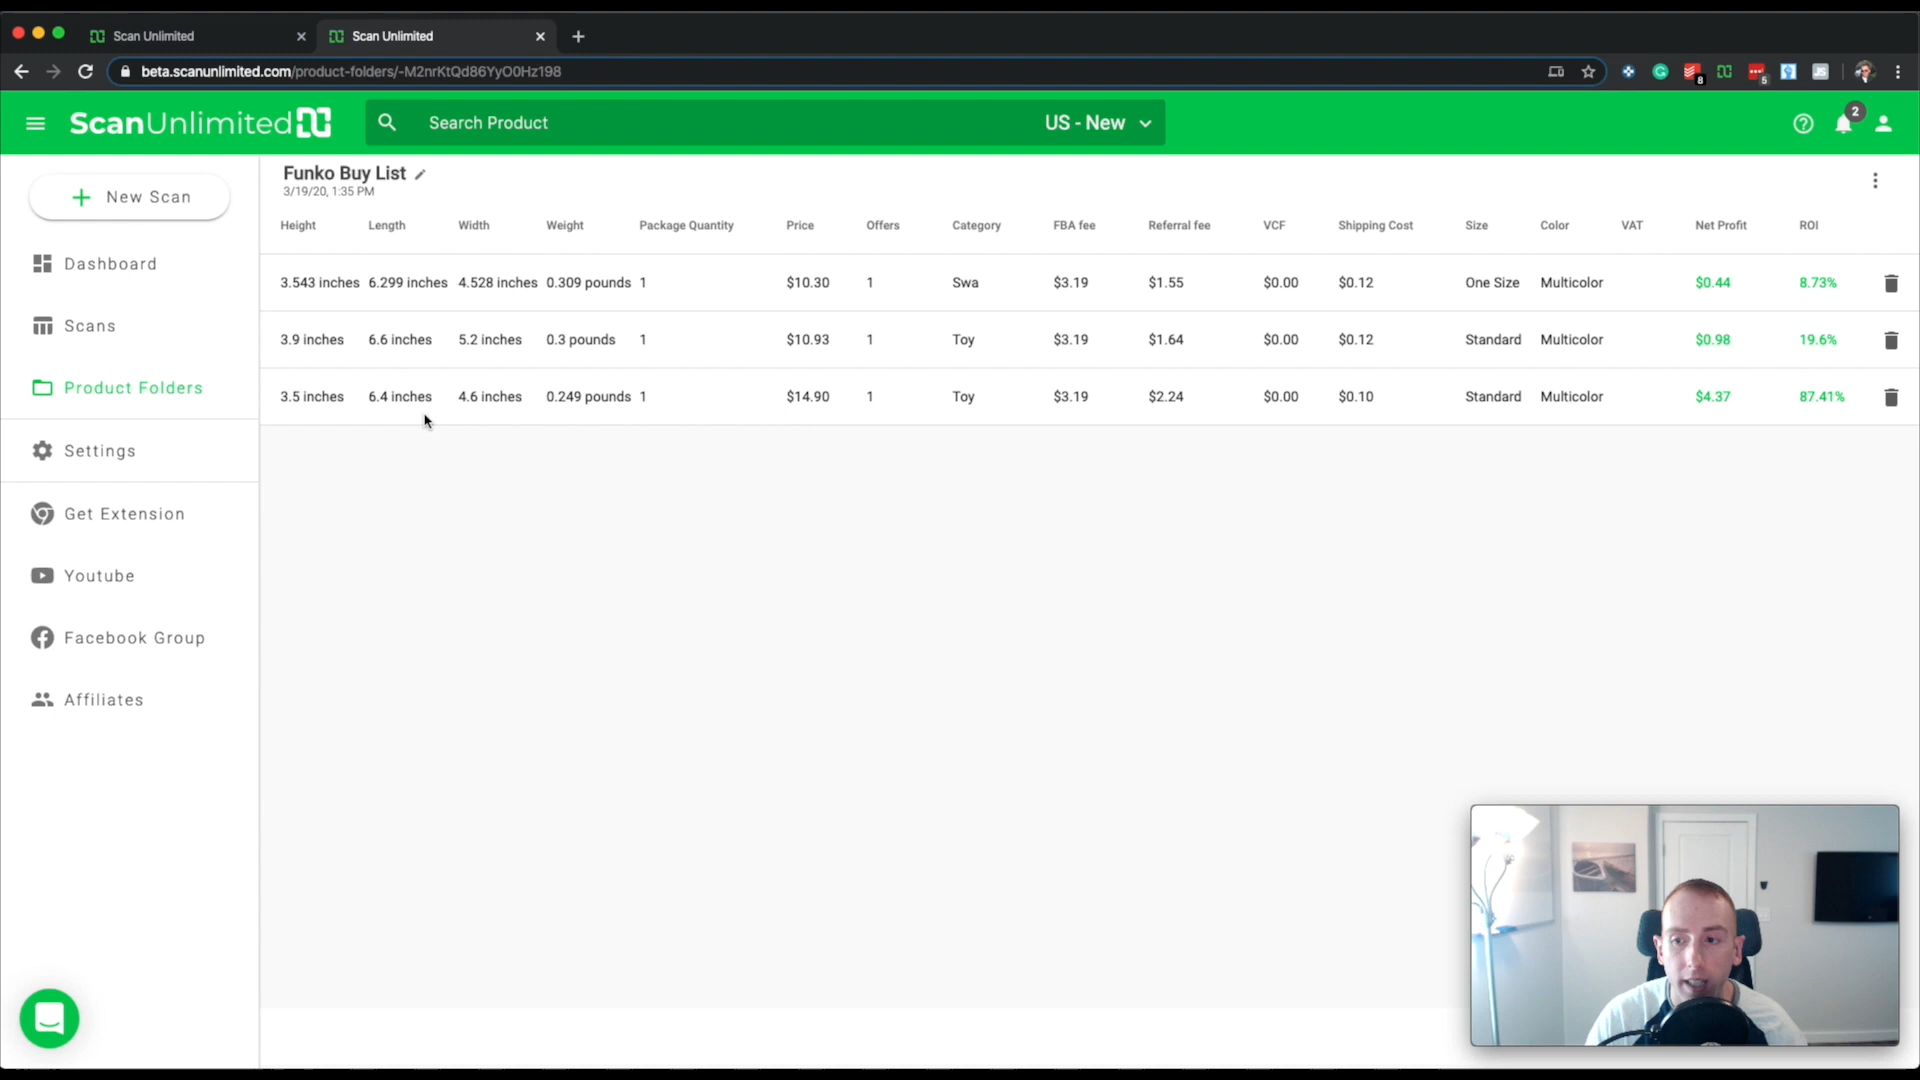 Scan Unlimited
Scan Unlimited
beta.scanunlimited.com/product-folders/-M2nrKtQd86YyO0Hz198
8
5
ScanUnlimited
Search Product
US - New
2
New Scan
Dashboard
Scans
Product Folders
Settings
Get Extension
Youtube
Facebook Group
Affiliates
Funko Buy List
3/19/20, 1:35 PM
Height Length Width Weight Package Quantity Price Offers Category FBA fee Referral fee VCF Shipping Cost Size Color VAT Net Profit ROI
3.543 inches 6.299 inches 4.528 inches 0.309 pounds 1 $10.30 1 Swa $3.19 $1.55 $0.00 $0.12 One Size Multicolor $0.44 8.73%
3.9 inches 6.6 inches 5.2 inches 0.3 pounds 1 $10.93 1 Toy $3.19 $1.64 $0.00 $0.12 Standard Multicolor $0.98 19.6%
3.5 inches 6.4 inches 4.6 inches 0.249 pounds 1 $14.90 1 Toy $3.19 $2.24 $0.00 $0.10 Standard Multicolor $4.37 87.41%